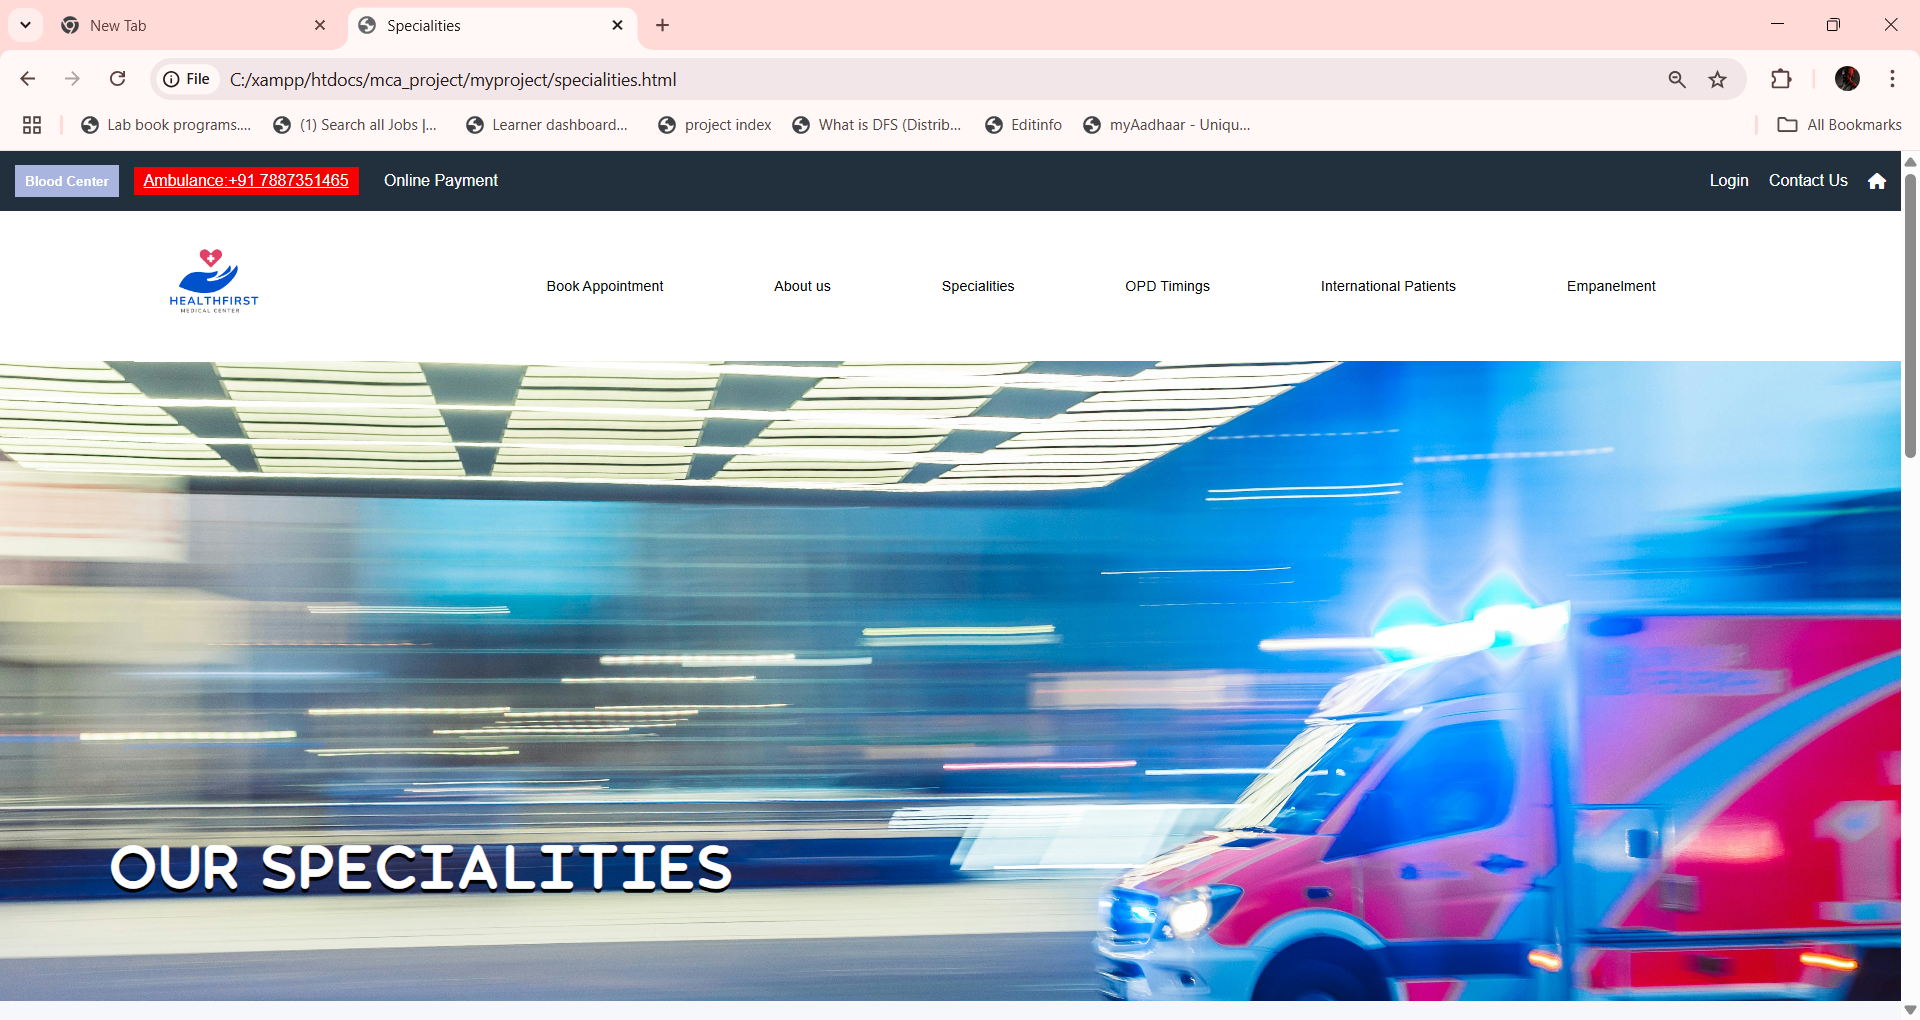 New Tab
Specialities
File
C:/xampp/htdocs/mca_project/myproject/specialities.html
Lab book programs....
(1) Search all Jobs |...
Learner dashboard...
project index
What is DFS (Distrib...
Editinfo
myAadhaar - Uniqu...
All Bookmarks
Blood Center
Ambulance:+91 7887351465
Online Payment
Login
Contact Us
HEALTHFIRST
MEDICAL CENTER
Book Appointment
About us
Specialities
OPD Timings
International Patients
Empanelment
OUR SPECIALITIES